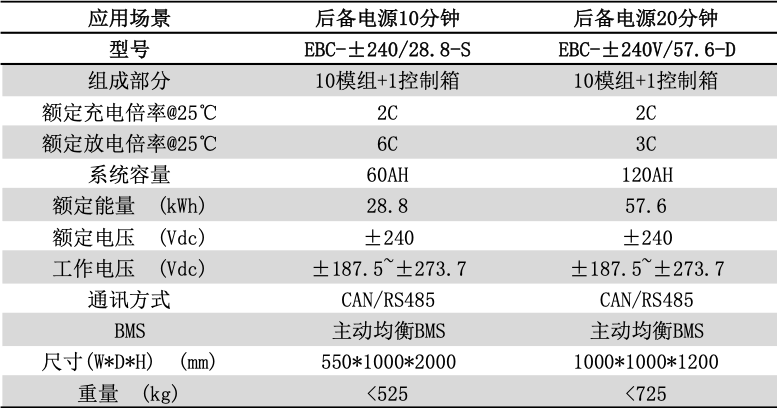 应用场景 后备电源10分钟 后备电源20分钟
型号 EBC-±240/28.8-S EBC-±240V/57.6-D
组成部分 10模组+1控制箱 10模组+1控制箱
额定充电倍率@25℃ 2C 2C
额定放电倍率@25℃ 6C 3C
系统容量 60AH 120AH
额定能量 (kWh) 28.8 57.6
额定电压 (Vdc) ±240 ±240
工作电压 (Vdc) ±187.5~±273.7 ±187.5~±273.7
通讯方式 CAN/RS485 CAN/RS485
BMS 主动均衡BMS 主动均衡BMS
尺寸(W*D*H) (mm) 550*1000*2000 1000*1000*1200
重量 (kg) <525 <725